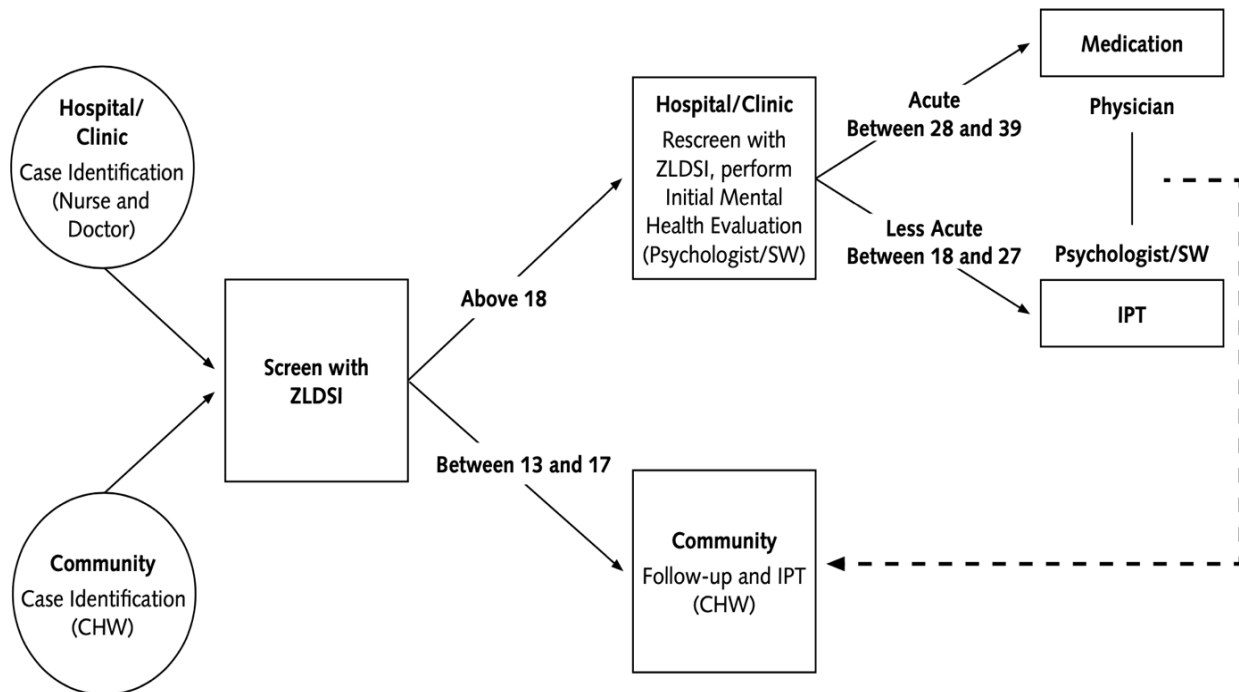 Hospital/
Clinic
Case Identification
(Nurse and
Doctor)
Community
Case Identification
(CHW)
Screen with
ZLDSI
Above 18
Between 13 and 17
Hospital/Clinic
Rescreen with
ZLDSI, perform
Initial Mental
Health Evaluation
(Psychologist/SW)
Community
Follow-up and IPT
(CHW)
Acute
Between 28 and 39
Less Acute
Between 18 and 27
Medication
Physician
Psychologist/SW
IPT